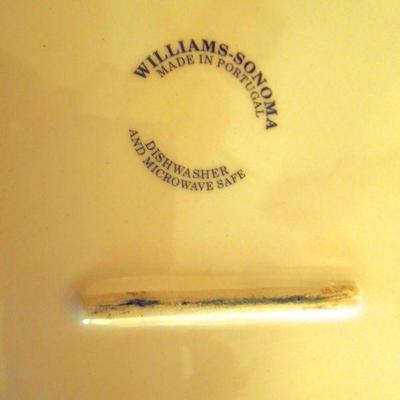 WILLIAMS-SONOMA
MADE IN PORTUGAL
DISHWASHER
AND MICROWAVE SAFE